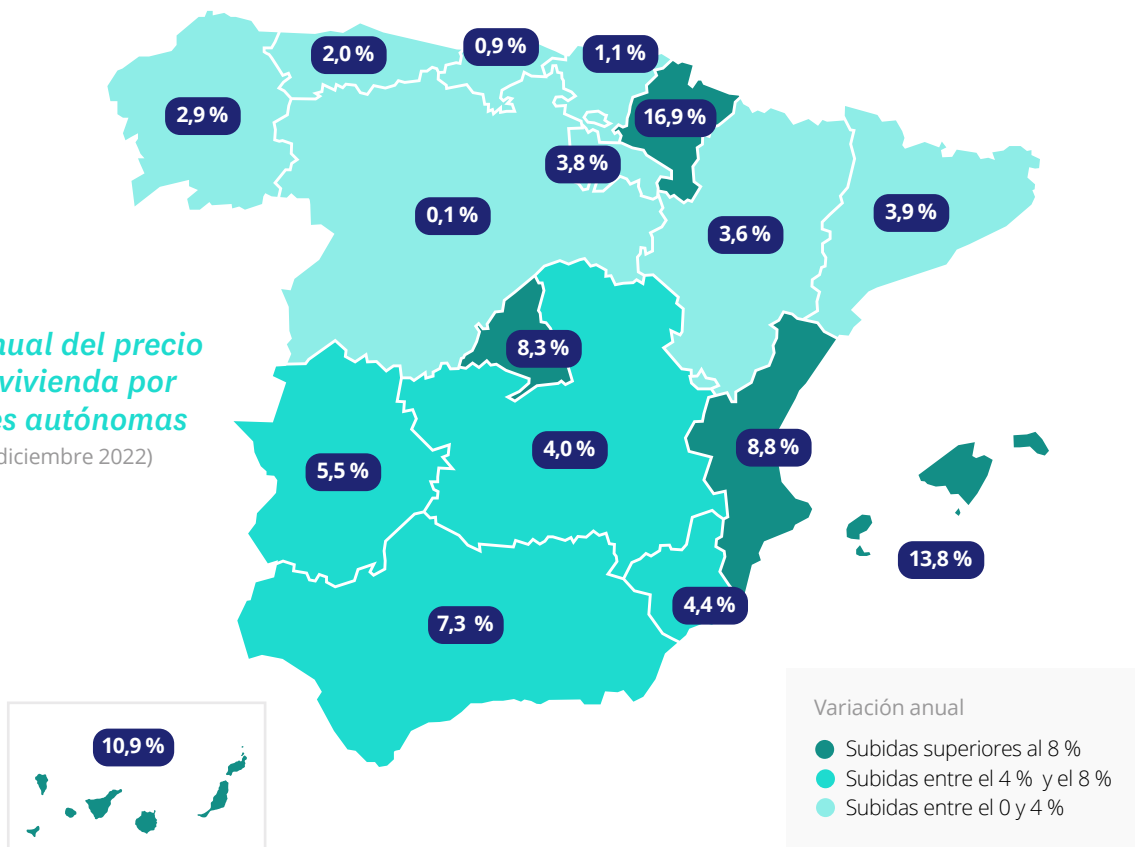 2,0 %
0,9 %
1,1 %
2,9 %
16,9 %
3,8 %
0,1 %
3,6 %
3,9 %
8,3 %
del precio
vivienda por
autónomas
diciembre 2022)
5,5 %
4,0 %
8,8 %
13,8 %
4,4 %
7,3 %
10,9 %
Variación anual
Subidas superiores al 8 %
Subidas entre el 4 % y el 8 %
Subidas entre el 0 y 4 %